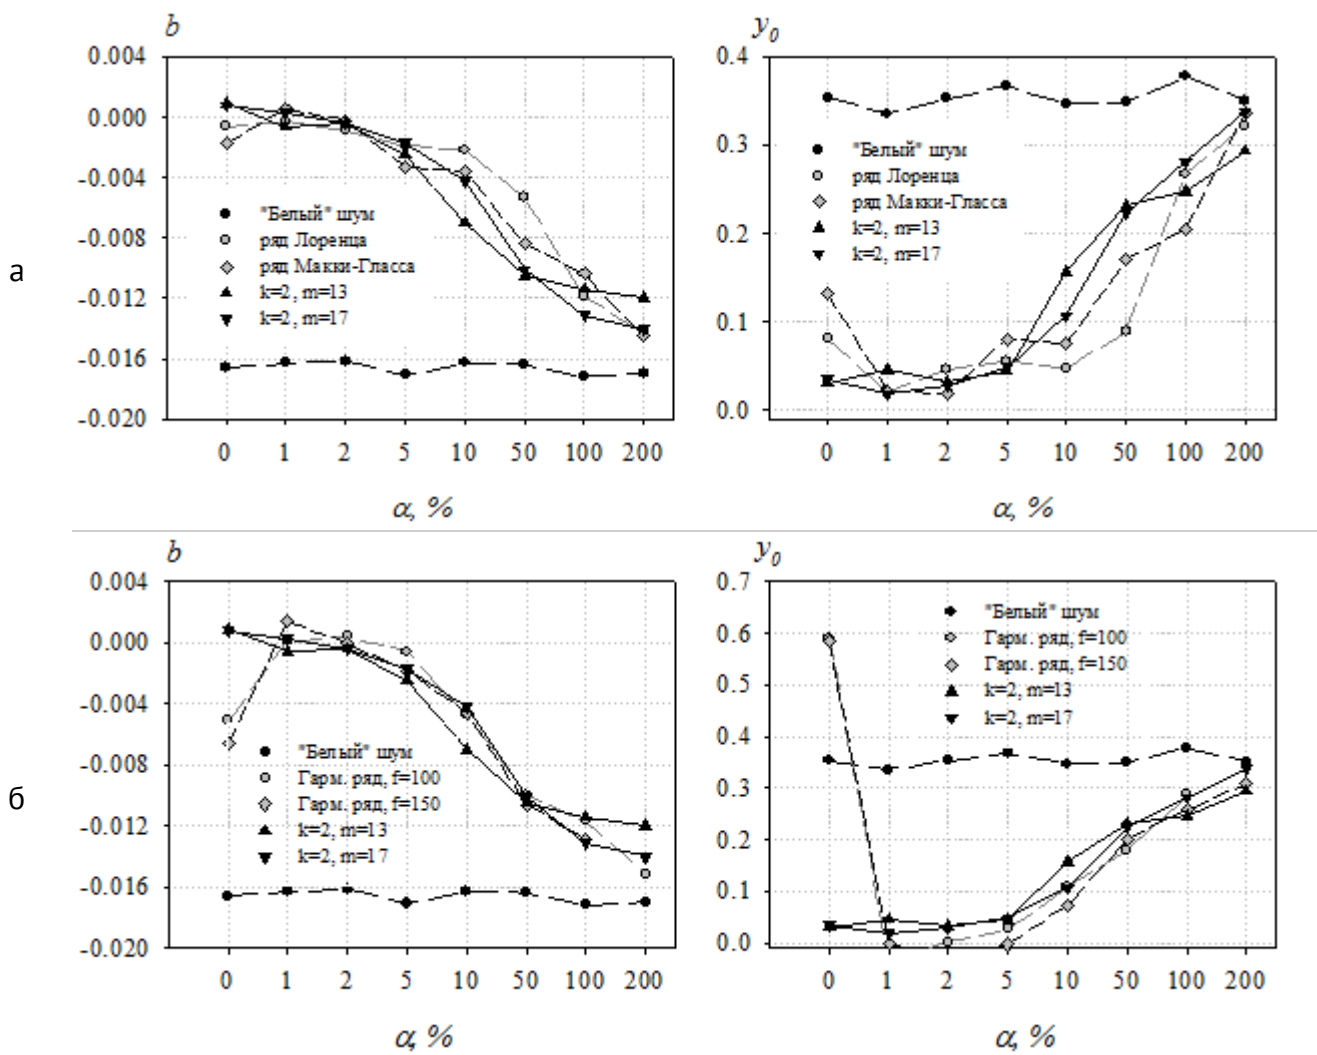 b
0.004
0.000
-0.004
-0.008
-0.012
-0.016
-0.020
"Белый" шум
ряд Лоренца
ряд Макки-Гласса
k=2, m=13
k=2, m=17
0 1 2 5 10 50 100 200
α, %
y0
0.4
0.3
0.2
0.1
0.0
"Белый" шум
ряд Лоренца
ряд Макки-Гласса
k=2, m=13
k=2, m=17
0 1 2 5 10 50 100 200
α, %
а
b
0.004
0.000
-0.004
-0.008
-0.012
-0.016
-0.020
"Белый" шум
Гарм. ряд, f=100
Гарм. ряд, f=150
k=2, m=13
k=2, m=17
0 1 2 5 10 50 100 200
α, %
y0
0.7
0.6
0.5
0.4
0.3
0.2
0.1
0.0
"Белый" шум
Гарм. ряд, f=100
Гарм. ряд, f=150
k=2, m=13
k=2, m=17
0 1 2 5 10 50 100 200
α, %
б